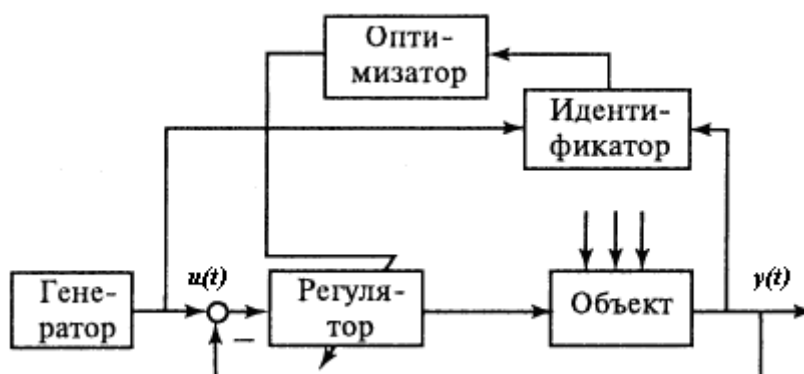 Опти-
мизатор
Иденти-
фикатор
u(t)
y(t)
Гене-
ратор
Регуля-
тор
Объект
−